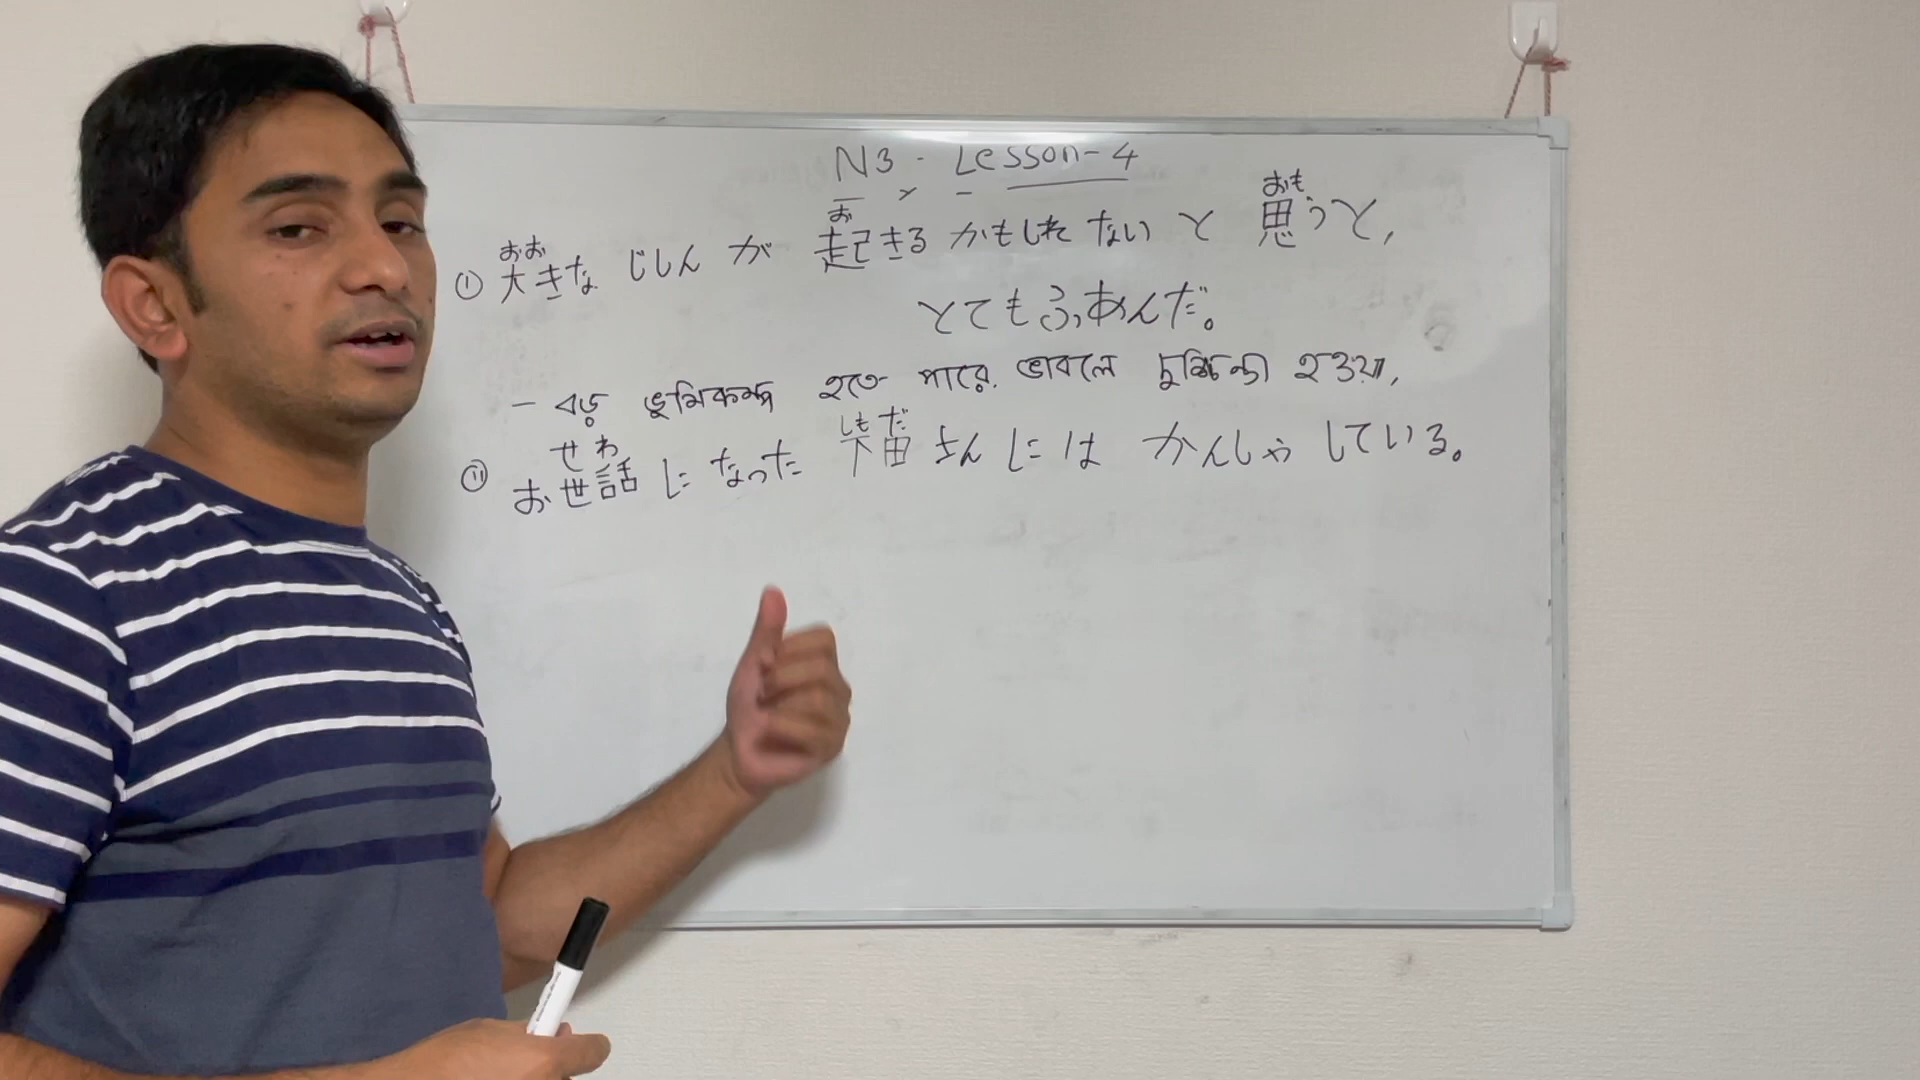 N3 - Lesson-4
おお お おも
① 大きな じしん が 起きる かもしれ ない と 思うと,
とても ふあんだ。
- বড় ভূমিকম্প হতে পারে. ভাবলে দুশ্চিন্তা হওয়া,
せ わ しも だ
⑪ お世話 に なった 下田 さん には かんしゃ している。